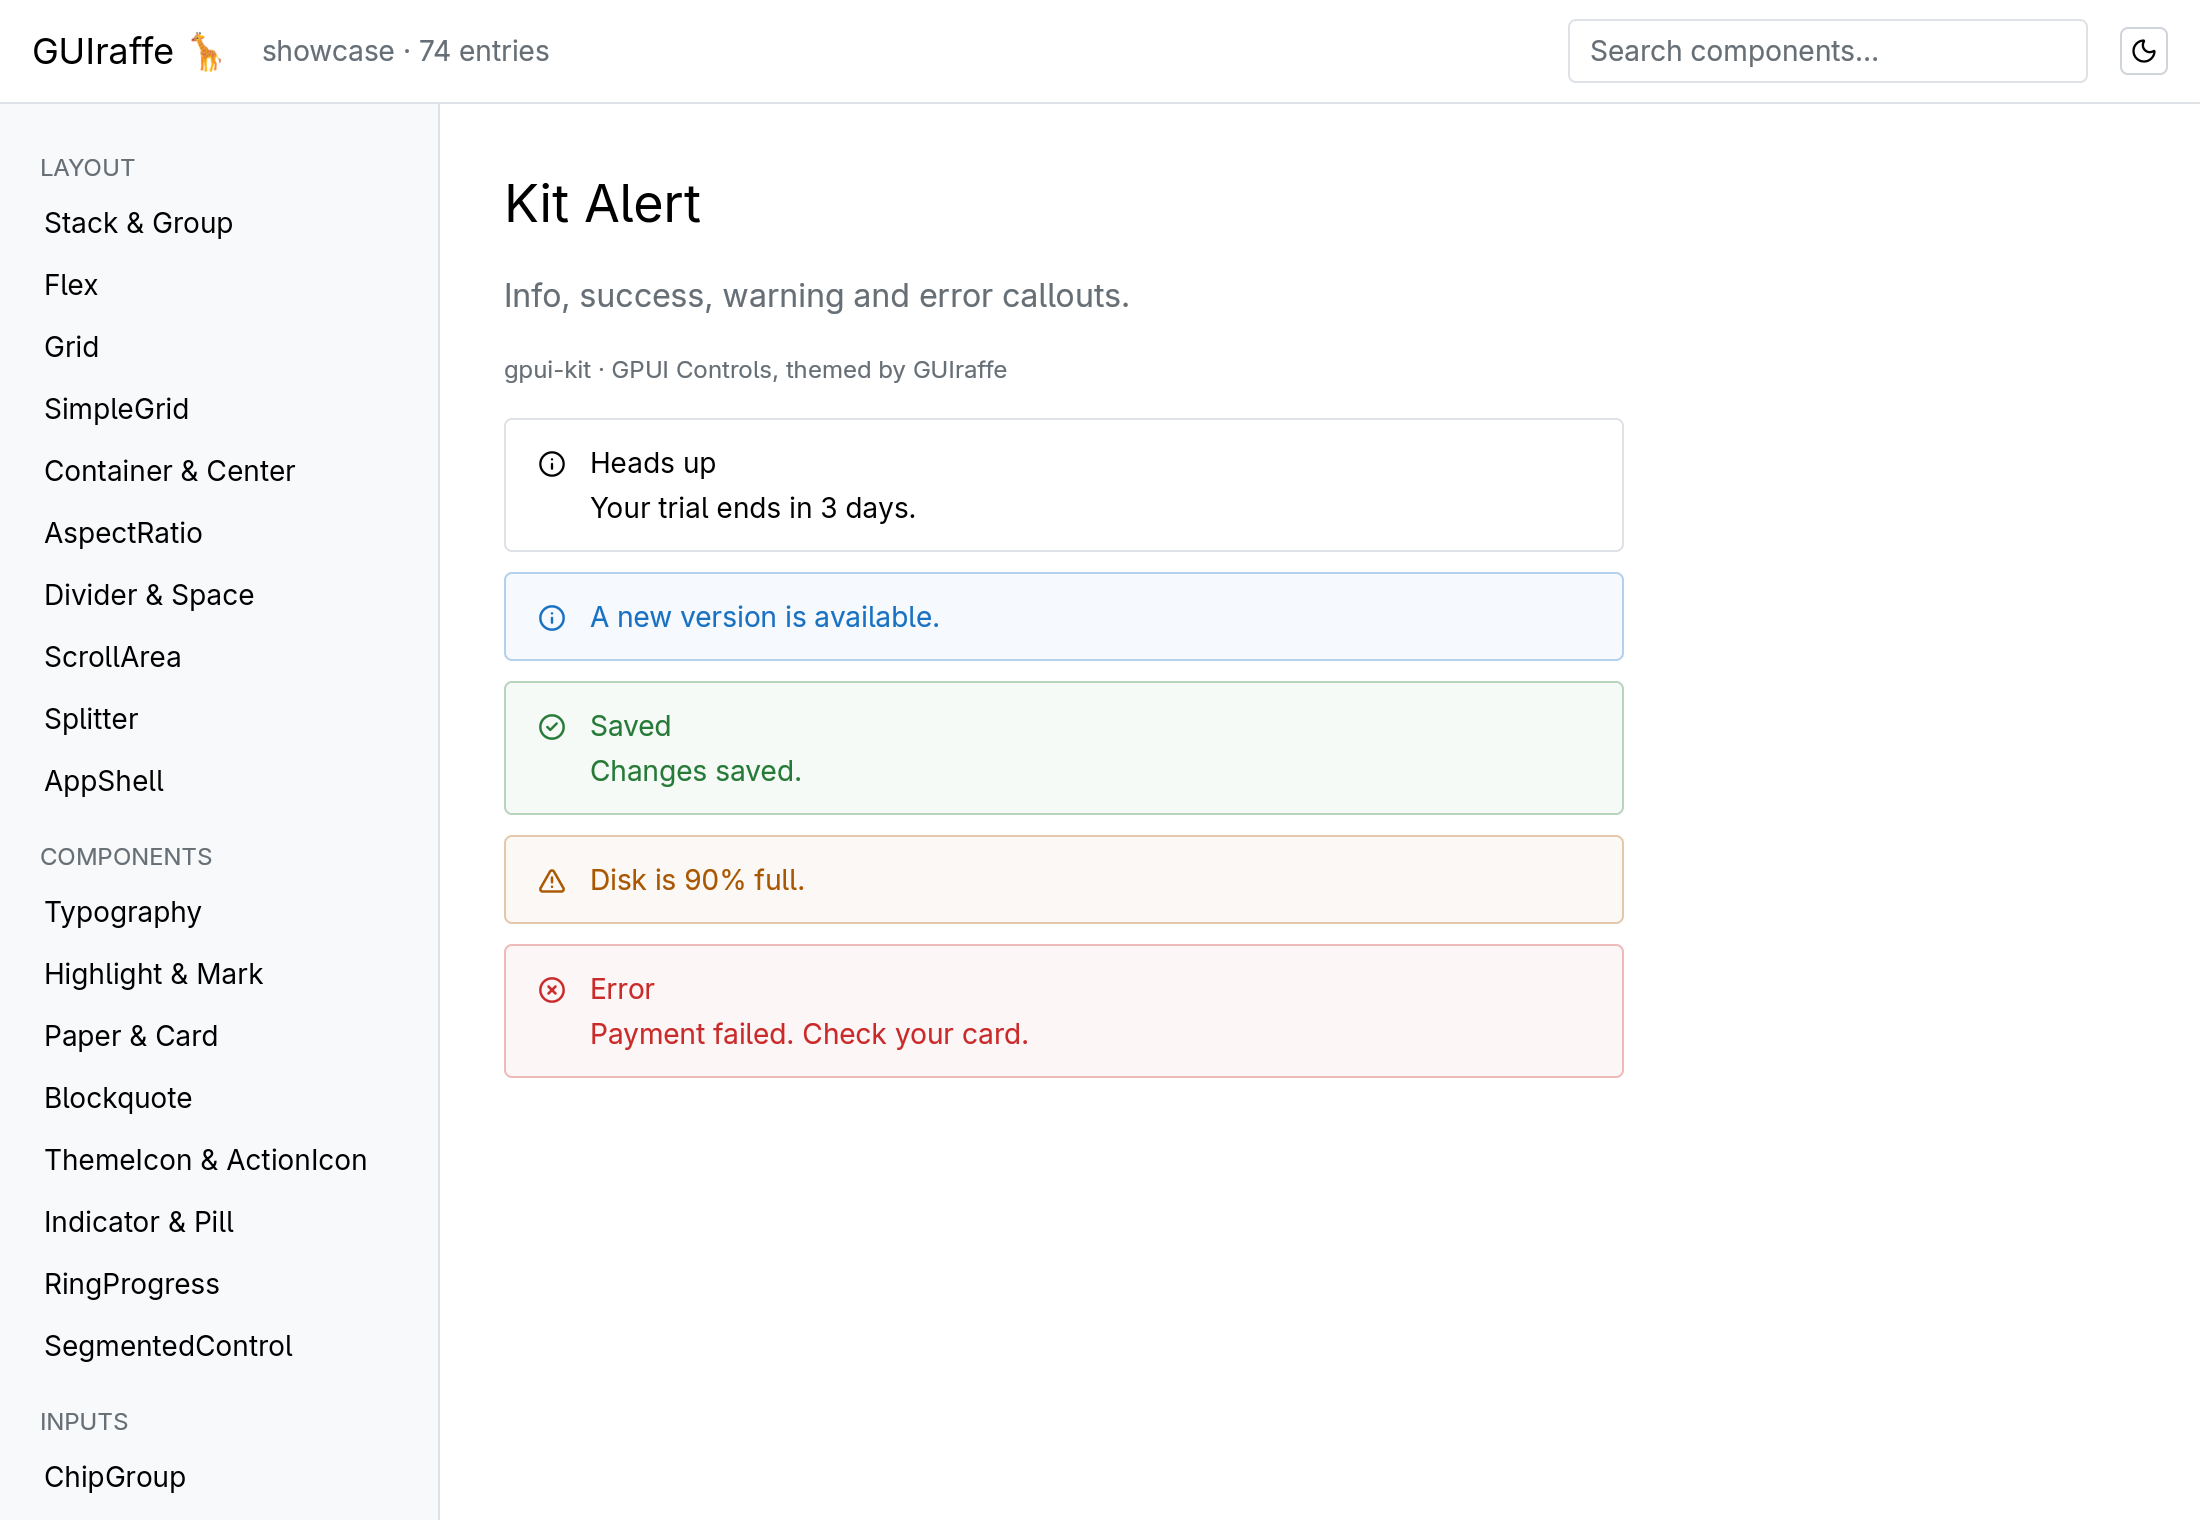 GUIraffe 🦒 showcase · 74 entries
Search components...
LAYOUT
Stack & Group
Flex
Grid
SimpleGrid
Container & Center
AspectRatio
Divider & Space
ScrollArea
Splitter
AppShell
COMPONENTS
Typography
Highlight & Mark
Paper & Card
Blockquote
ThemeIcon & ActionIcon
Indicator & Pill
RingProgress
SegmentedControl
INPUTS
ChipGroup
Kit Alert
Info, success, warning and error callouts.
gpui-kit · GPUI Controls, themed by GUIraffe
Heads up
Your trial ends in 3 days.
A new version is available.
Saved
Changes saved.
Disk is 90% full.
Error
Payment failed. Check your card.